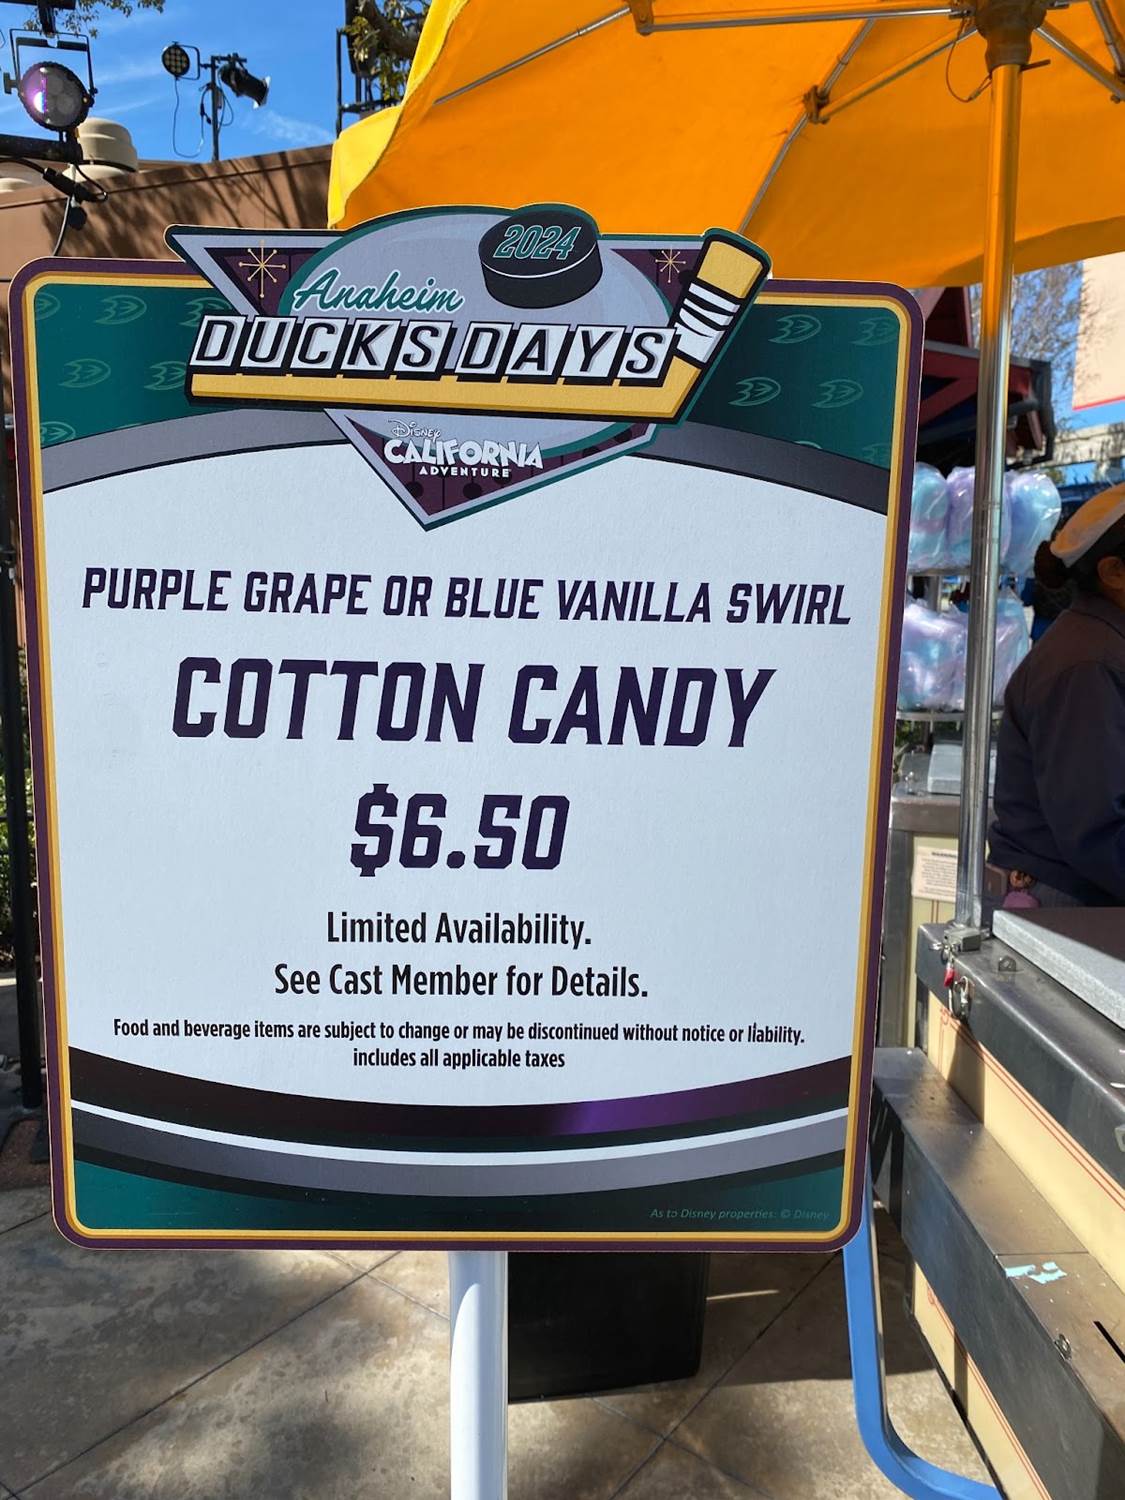 2024
Anaheim
DUCKS DAYS
Disney
CALIFORNIA
ADVENTURE
PURPLE GRAPE OR BLUE VANILLA SWIRL
COTTON CANDY
$6.50
Limited Availability.
See Cast Member for Details.
Food and beverage items are subject to change or may be discontinued without notice or liability.
includes all applicable taxes
As to Disney properties: © Disney